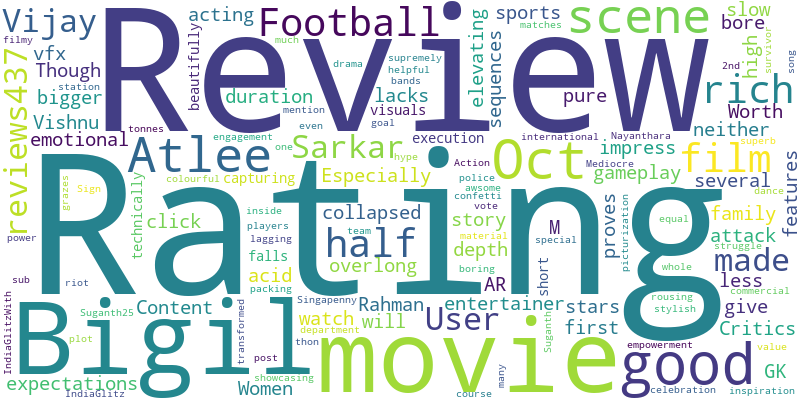 Review
Rating
Bigil
movie
Vijay
acting
Football
scene
slow
filmy
much
supremely
sports
bore
vfx
Though
helpful
matches
drama
bands
2nd
song
survivor
reviews437
station
bigger
Vishnu
emotional
tonnes
beautifully
duration
lacks
visuals
mention
elevating
sequences
pure
high
rich
Worth
Atlee
engagement
even
goal
execution
international
Nayanthara
neither
superb
Sarkar
one
hype
Oct
impress
film
Especially
Action
Mediocre
several
colourful
capturing
police
awsome
confetti
gameplay
features
grazes
Sign
technically
click
inside
players
collapsed
vote
dance
family
proves
picturization
equal
struggle
story
M
attack
power
half
team
material
depth
special
riot
falls
lagging
overlong
boring
AR
short
whole
made
acid
packing
entertainer
stars
less
rousing
commercial
sub
IndiaGlitzWith
Suganth25
Content
transformed
Singapenny
Rahman
stylish
give
Critics
plot
watch
department
will
User
first
Suganth
good
empowerment
value
expectations
post
thon
Women
showcasing
many
GK
IndiaGlitz
course
celebration
inspiration